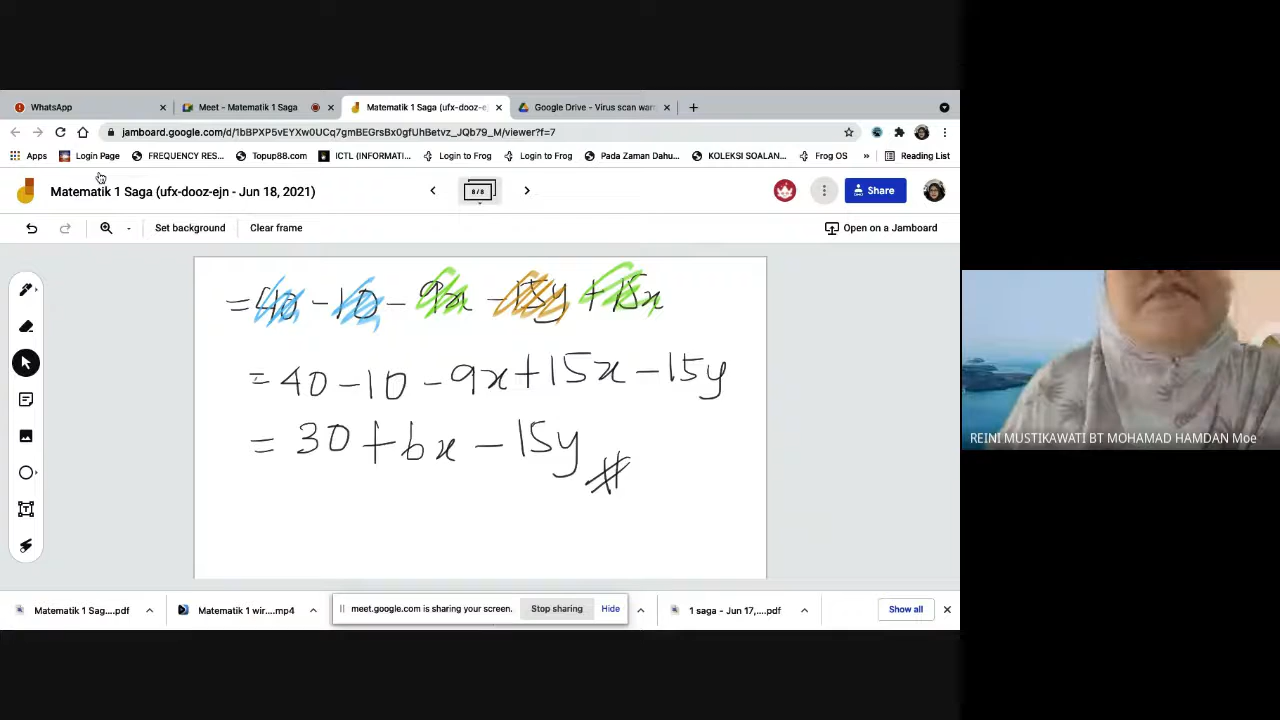 WhatsApp
Meet - Matematik 1 Saga
Matematik 1 Saga (ufx-dooz-e
Google Drive - Virus scan warn
jamboard.google.com/d/1bBPXP5vEYXw0UCq7gmBEGrsBx0gfUhBetvz_JQb79_M/viewer?f=7
Apps
Login Page
FREQUENCY RES...
Topup88.com
ICTL (INFORMATI...
Login to Frog
Login to Frog
Pada Zaman Dahu...
KOLEKSI SOALAN...
Frog OS
»
Reading List
Matematik 1 Saga (ufx-dooz-ejn - Jun 18, 2021)
8/8
Share
Set background
Clear frame
Open on a Jamboard
= 40 - 10 - 9x - 15y + 15x
= 40 - 10 - 9x + 15x - 15y
= 30 + 6x - 15y #
REINI MUSTIKAWATI BT MOHAMAD HAMDAN Moe
Matematik 1 Sag....pdf
Matematik 1 wir....mp4
meet.google.com is sharing your screen.
Stop sharing
Hide
1 saga - Jun 17,....pdf
Show all